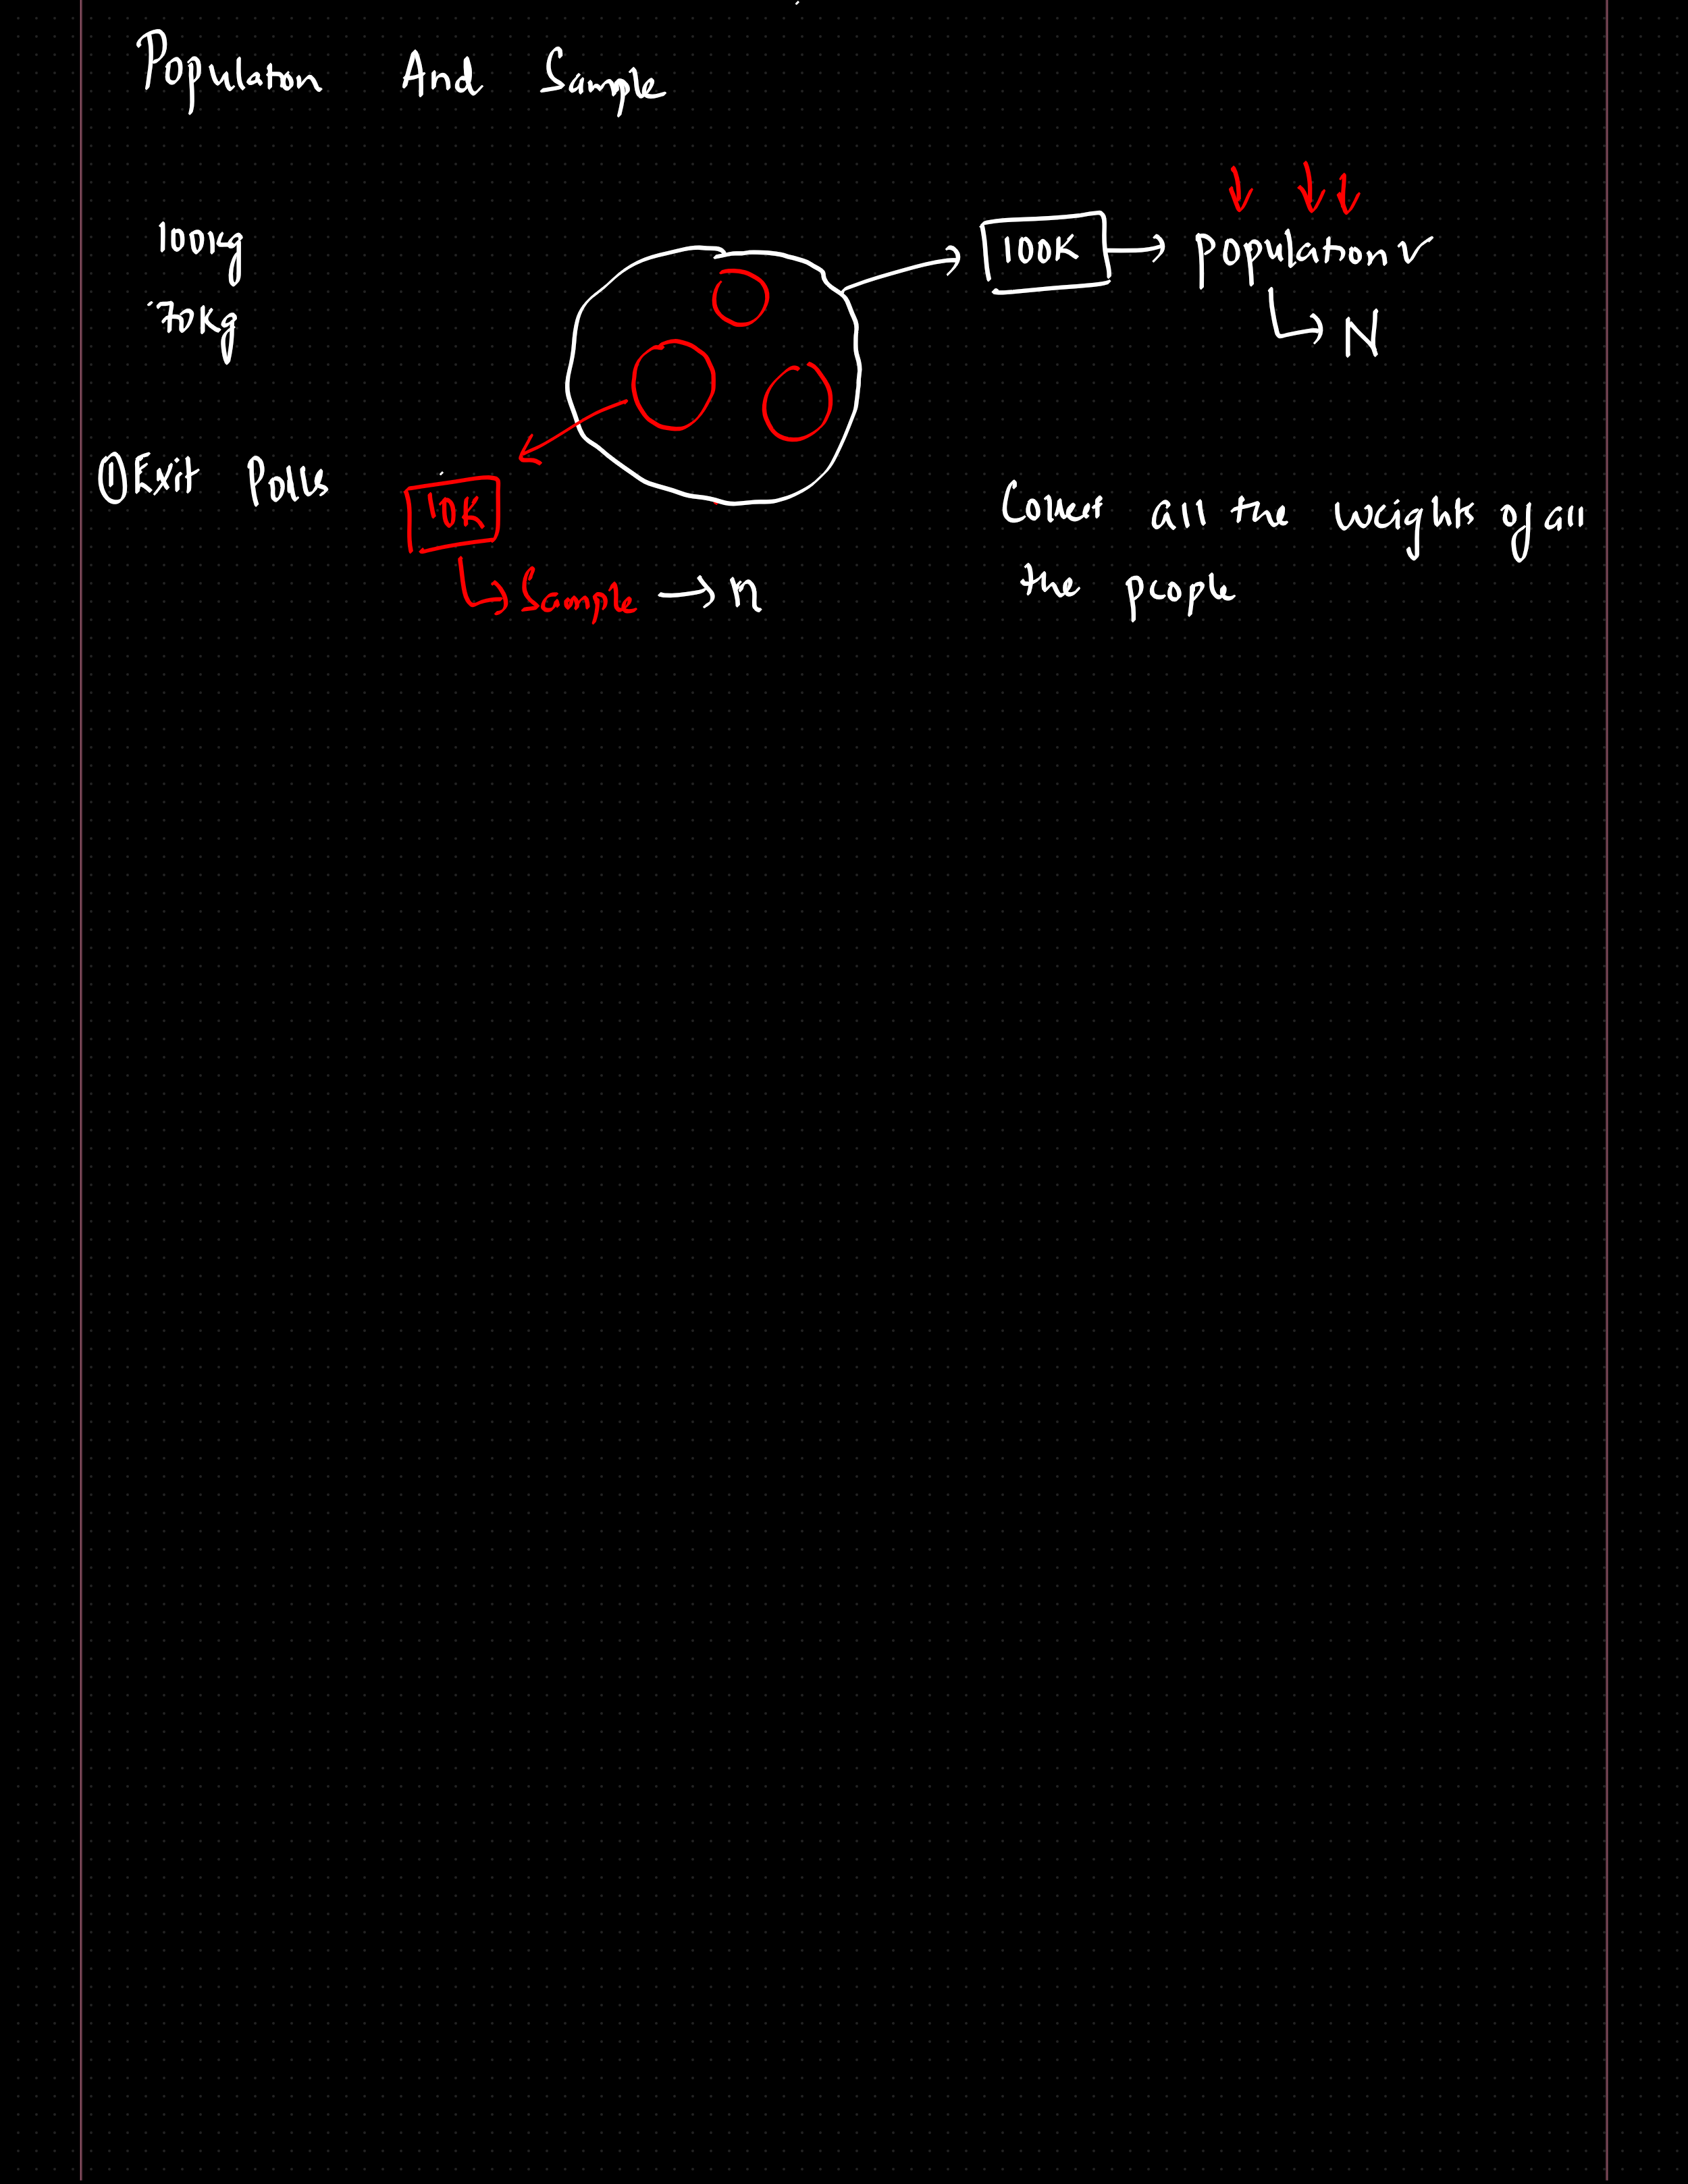 Population And Sample
100kg
70kg
100K → population ✓
↳ N
① Exit Polls
10K
↳ Sample → n
Collect all the weights of all
the people